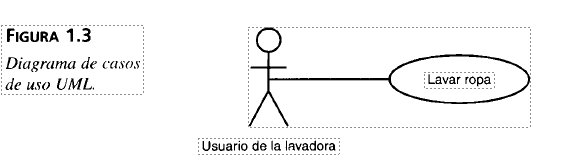 FIGURA 1.3
Diagrama de casos
de uso UML.
Lavar ropa
Usuario de la lavadora